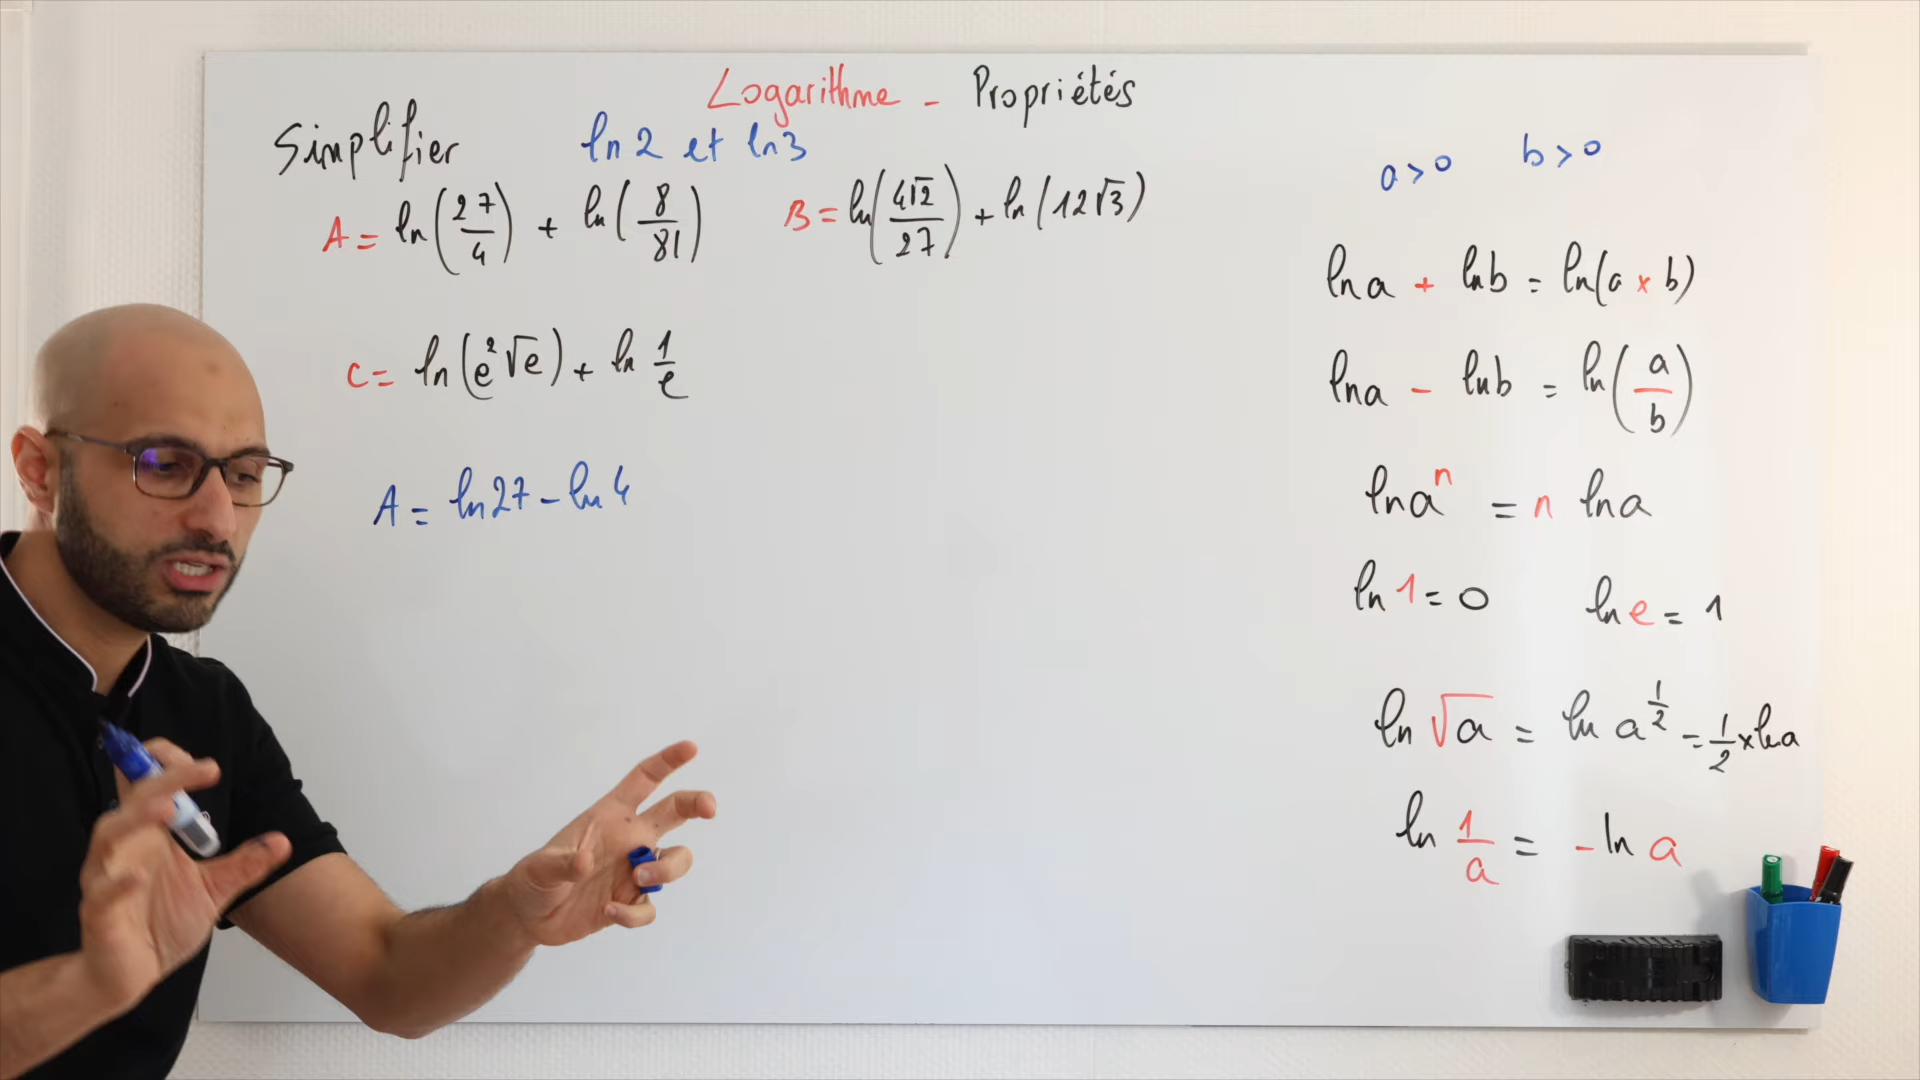 Logarithme - Propriétés
Simplifier ln 2 et ln 3
A = ln(27/4) + ln(8/81) B = ln(4√2/27) + ln(12√3)
C = ln(e²√e) + ln 1/e
A = ln 27 - ln 4
a > 0 b > 0
ln a + ln b = ln(a × b)
ln a - ln b = ln(a/b)
ln aⁿ = n ln a
ln 1 = 0 ln e = 1
ln √a = ln a^(1/2) = 1/2 × ln a
ln 1/a = - ln a